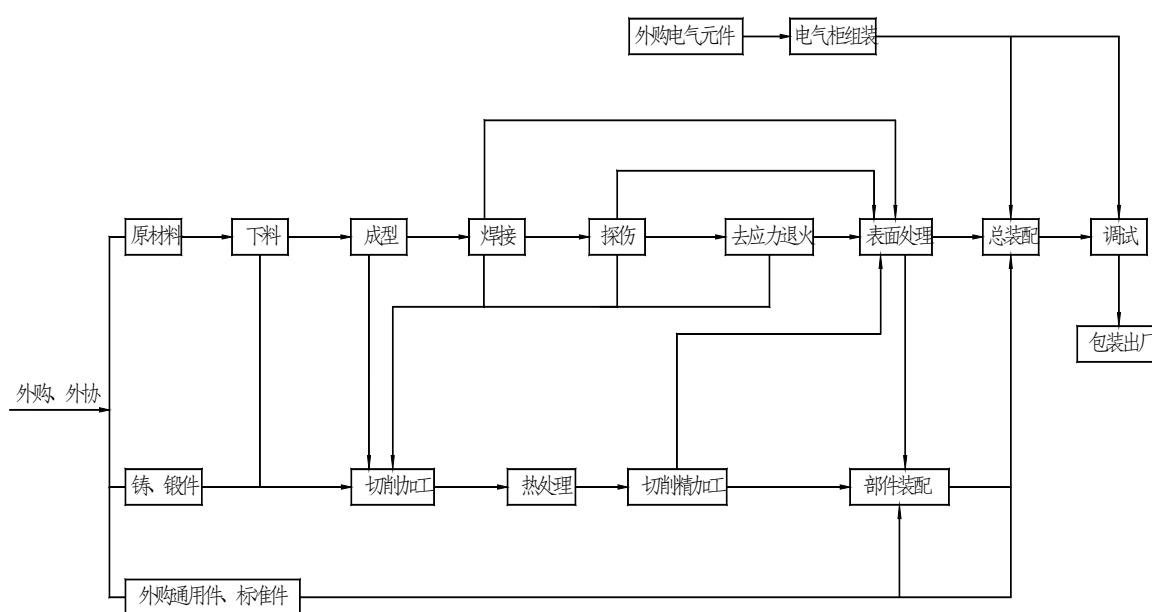 外购电气元件
电气柜组装
原材料
下料
成型
焊接
探伤
去应力退火
表面处理
总装配
调试
包装出厂
外购、外协
铸、锻件
切削加工
热处理
切削精加工
部件装配
外购通用件、标准件